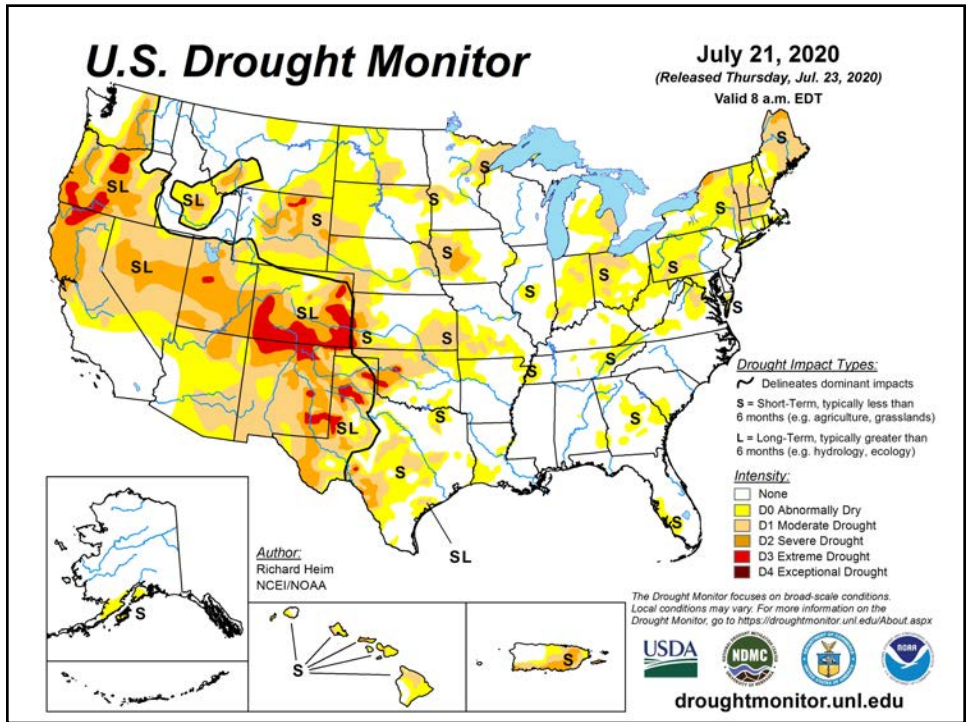 U.S. Drought Monitor
July 21, 2020
(Released Thursday, Jul. 23, 2020)
Valid 8 a.m. EDT
S
S
SL
SL
S
S
S
SL
S
S
S
S
SL
S
S
S
S
S
S
SL
S
S
S
S
SL
Drought Impact Types:
Delineates dominant impacts
S = Short-Term, typically less than
6 months (e.g. agriculture, grasslands)
L = Long-Term, typically greater than
6 months (e.g. hydrology, ecology)
Intensity:
None
D0 Abnormally Dry
D1 Moderate Drought
D2 Severe Drought
D3 Extreme Drought
D4 Exceptional Drought
Author:
Richard Heim
NCEI/NOAA
S
S
S
The Drought Monitor focuses on broad-scale conditions.
Local conditions may vary. For more information on the
Drought Monitor, go to https://droughtmonitor.unl.edu/About.aspx
USDA
NDMC
NOAA
droughtmonitor.unl.edu